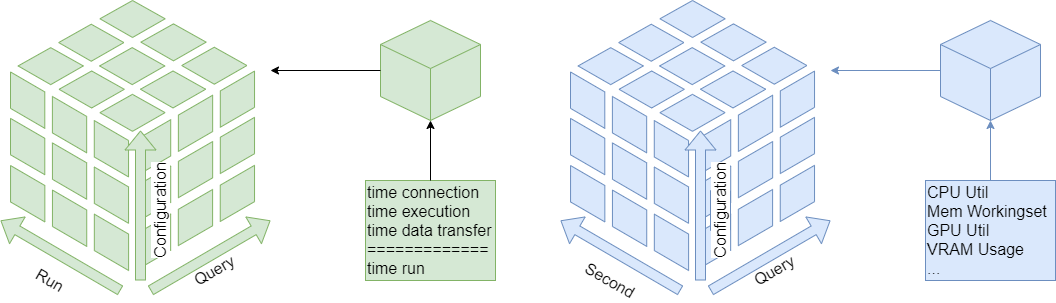 Configuration
Run
Query
time connection
time execution
time data transfer
=============
time run
Configuration
Second
Query
CPU Util
Mem Workingset
GPU Util
VRAM Usage
...